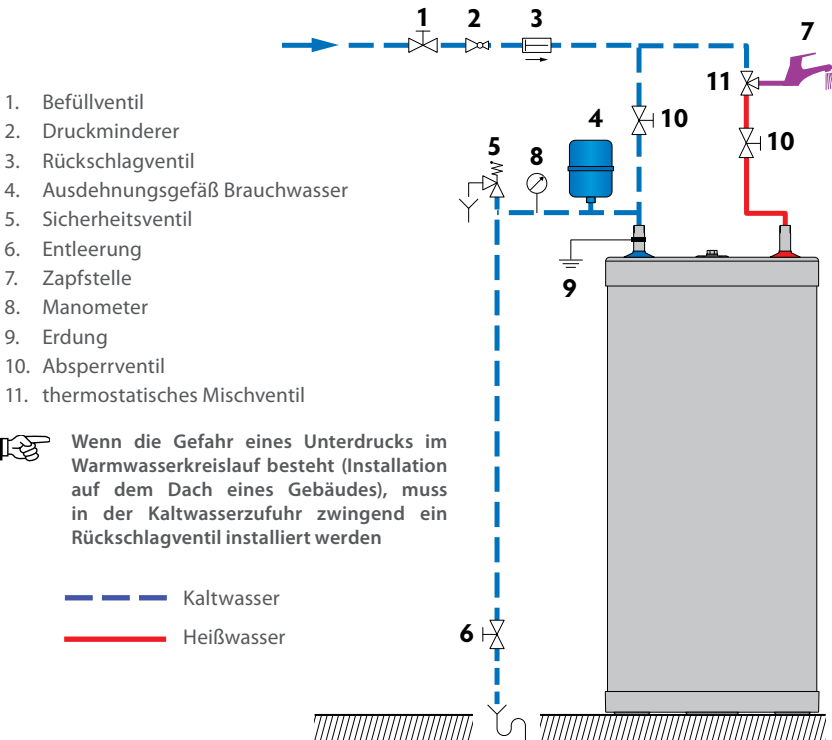 1
2
3
7
11
4
10
10
5
8
9
6
1. Befüllventil
2. Druckminderer
3. Rückschlagventil
4. Ausdehnungsgefäß Brauchwasser
5. Sicherheitsventil
6. Entleerung
7. Zapfstelle
8. Manometer
9. Erdung
10. Absperrventil
11. thermostatisches Mischventil
Wenn die Gefahr eines Unterdrucks im
Warmwasserkreislauf besteht (Installation
auf dem Dach eines Gebäudes), muss
in der Kaltwasserzufuhr zwingend ein
Rückschlagventil installiert werden
Kaltwasser
Heißwasser